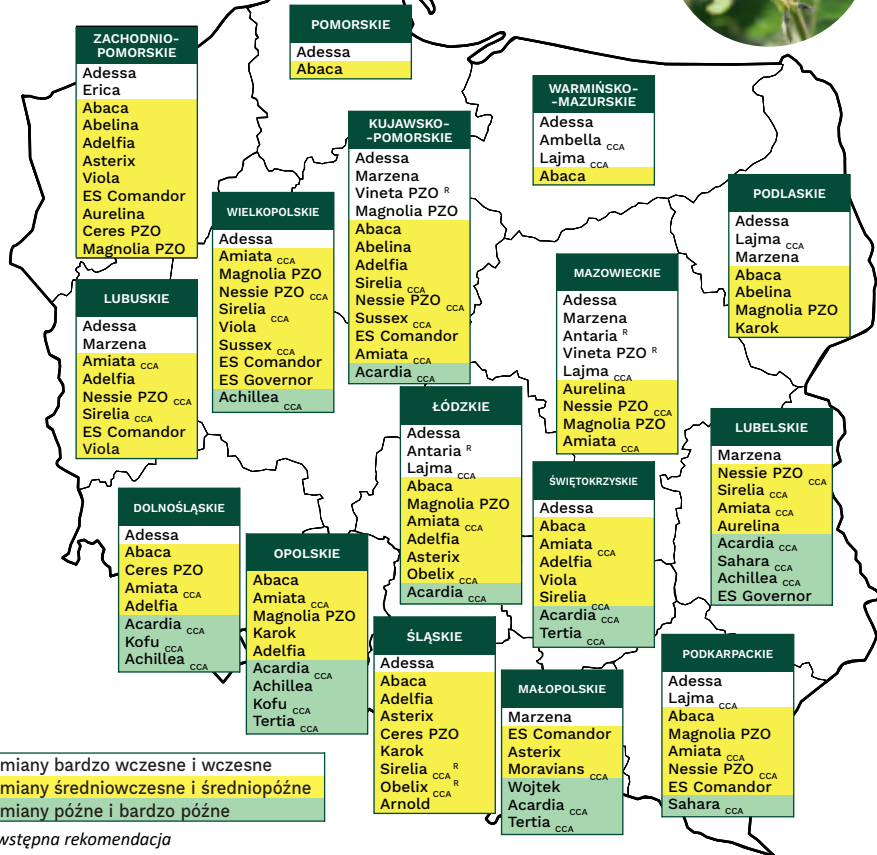 ZACHODNIO-
POMORSKIE
Adessa
Erica
Abaca
Abelina
Adelfia
Asterix
Viola
ES Comandor
Aurelina
Ceres PZO
Magnolia PZO
POMORSKIE
Adessa
Abaca
WARMIŃSKO-
-MAZURSKIE
Adessa
Ambella CCA
Lajma CCA
Abaca
KUJAWSKO-
-POMORSKIE
Adessa
Marzena
Vineta PZO R
Magnolia PZO
Abaca
Abelina
Adelfia
Sirelia CCA
Nessie PZO CCA
Sussex CCA
ES Comandor
Amiata CCA
Acardia CCA
PODLASKIE
Adessa
Lajma CCA
Marzena
Abaca
Abelina
Magnolia PZO
Karok
WIELKOPOLSKIE
Adessa
Amiata CCA
Magnolia PZO
Nessie PZO CCA
Sirelia CCA
Viola
Sussex CCA
ES Comandor
ES Governor
Achillea CCA
MAZOWIECKIE
Adessa
Marzena
Antaria R
Vineta PZO R
Lajma CCA
Aurelina
Nessie PZO CCA
Magnolia PZO
Amiata CCA
LUBUSKIE
Adessa
Marzena
Amiata CCA
Adelfia
Nessie PZO CCA
Sirelia CCA
ES Comandor
Viola
ŁÓDZKIE
Adessa
Antaria R
Lajma CCA
Abaca
Magnolia PZO
Amiata CCA
Adelfia
Asterix
Obelix CCA
Acardia CCA
LUBELSKIE
Marzena
Nessie PZO CCA
Sirelia CCA
Amiata CCA
Aurelina
Acardia CCA
Sahara CCA
Achillea CCA
ES Governor
ŚWIĘTOKRZYSKIE
Adessa
Abaca
Amiata CCA
Adelfia
Viola
Sirelia CCA
Acardia CCA
Tertia CCA
DOLNOŚLĄSKIE
Adessa
Abaca
Ceres PZO
Amiata CCA
Adelfia
Acardia CCA
Kofu CCA
Achillea CCA
OPOLSKIE
Abaca
Amiata CCA
Magnolia PZO
Karok
Adelfia
Acardia CCA
Achillea
Kofu CCA
Tertia CCA
ŚLĄSKIE
Adessa
Abaca
Adelfia
Asterix
Ceres PZO
Karok
Sirelia CCA R
Obelix CCA R
Arnold
MAŁOPOLSKIE
Marzena
ES Comandor
Asterix
Moravians CCA
Wojtek
Acardia CCA
Tertia CCA
PODKARPACKIE
Adessa
Lajma CCA
Abaca
Magnolia PZO
Amiata CCA
Nessie PZO CCA
ES Comandor
Sahara CCA
miany bardzo wczesne i wczesne
miany średniowczesne i średniopóźne
miany późne i bardzo późne
wstępna rekomendacja